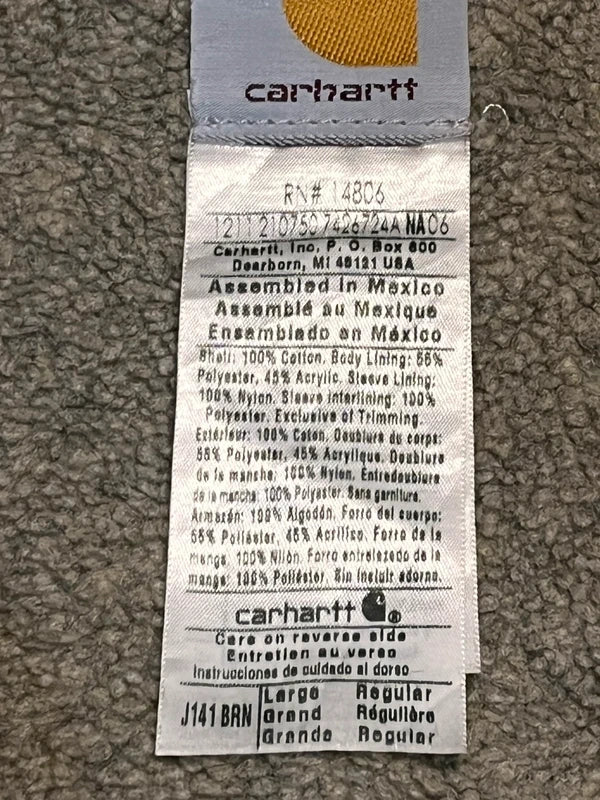 carhartt
RN# 14806
1211 210750 7426724A NA06
Carhartt, Inc. P. O. Box 600
Dearborn, MI 48121 USA
Assembled in Mexico
Assemblé au Mexique
Ensamblado en México
Shell: 100% Cotton. Body Lining: 55%
Polyester, 45% Acrylic. Sleeve Lining:
100% Nylon. Sleeve Interlining: 100%
Polyester. Exclusive of Trimming.
Extérieur: 100% Coton. Doublure du corps:
55% Polyester, 45% Acrylique. Doublure
de la manche: 100% Nylon. Entredoublure
de la manche: 100% Polyester. Sans garniture.
Armazón: 100% Algodón. Forro del cuerpo:
55% Poliéster, 45% Acrílico. Forro de la
manga: 100% Nilón. Forro entrelazado de la
manga: 100% Poliéster. Sin incluir adorno.
carhartt ®
Care on reverse side
Entretien au verso
Instrucciones de cuidado al dorso
J141 BRN
Large Regular
Grand Régulière
Grande Regular